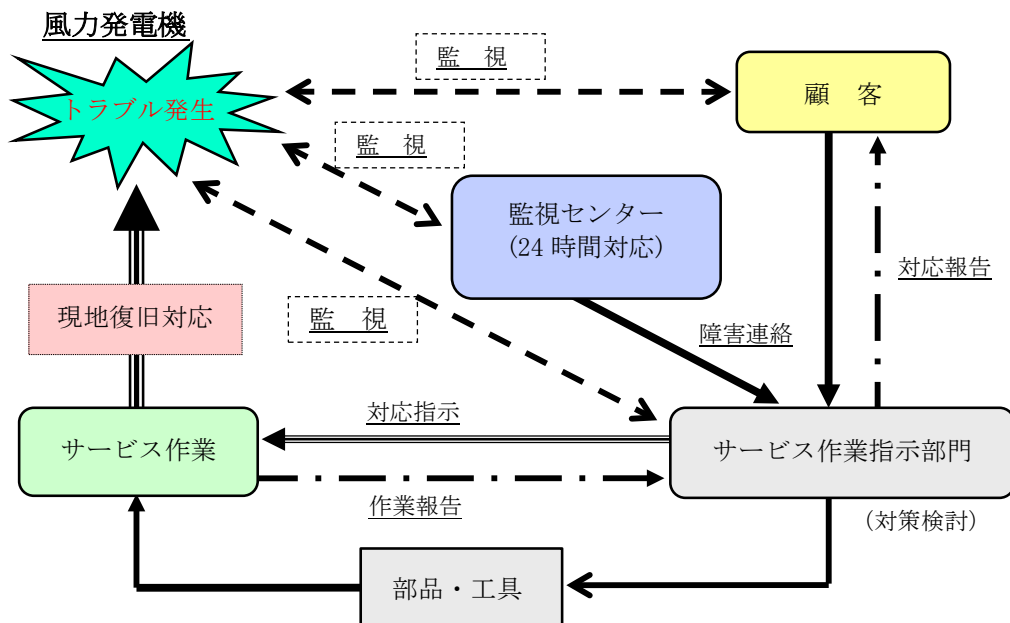 風力発電機
トラブル発生
監　視
顧　客
監　視
監視センター
(24 時間対応)
対応報告
現地復旧対応
監　視
障害連絡
対応指示
サービス作業
サービス作業指示部門
作業報告
(対策検討)
部品・工具